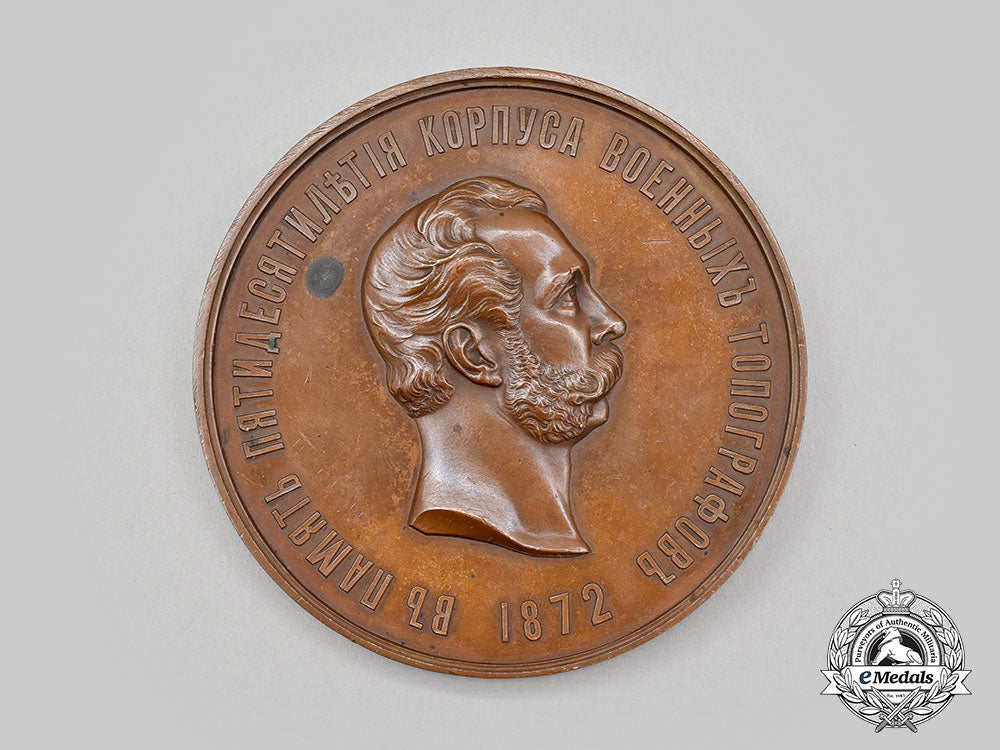 ВЪ ПАМЯТЬ ПЯТИДЕСЯТИЛѢТІЯ КОРПУСА ВОЕННЫХЪ ТОПОГРАФОВЪ
1872
Purveyors of Authentic Militaria
eMedals